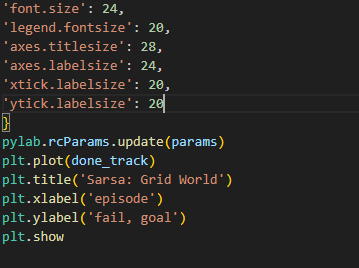 'font.size': 24,
'legend.fontsize': 20,
'axes.titlesize': 28,
'axes.labelsize': 24,
'xtick.labelsize': 20,
'ytick.labelsize': 20
}
pylab.rcParams.update(params)
plt.plot(done_track)
plt.title('Sarsa: Grid World')
plt.xlabel('episode')
plt.ylabel('fail, goal')
plt.show